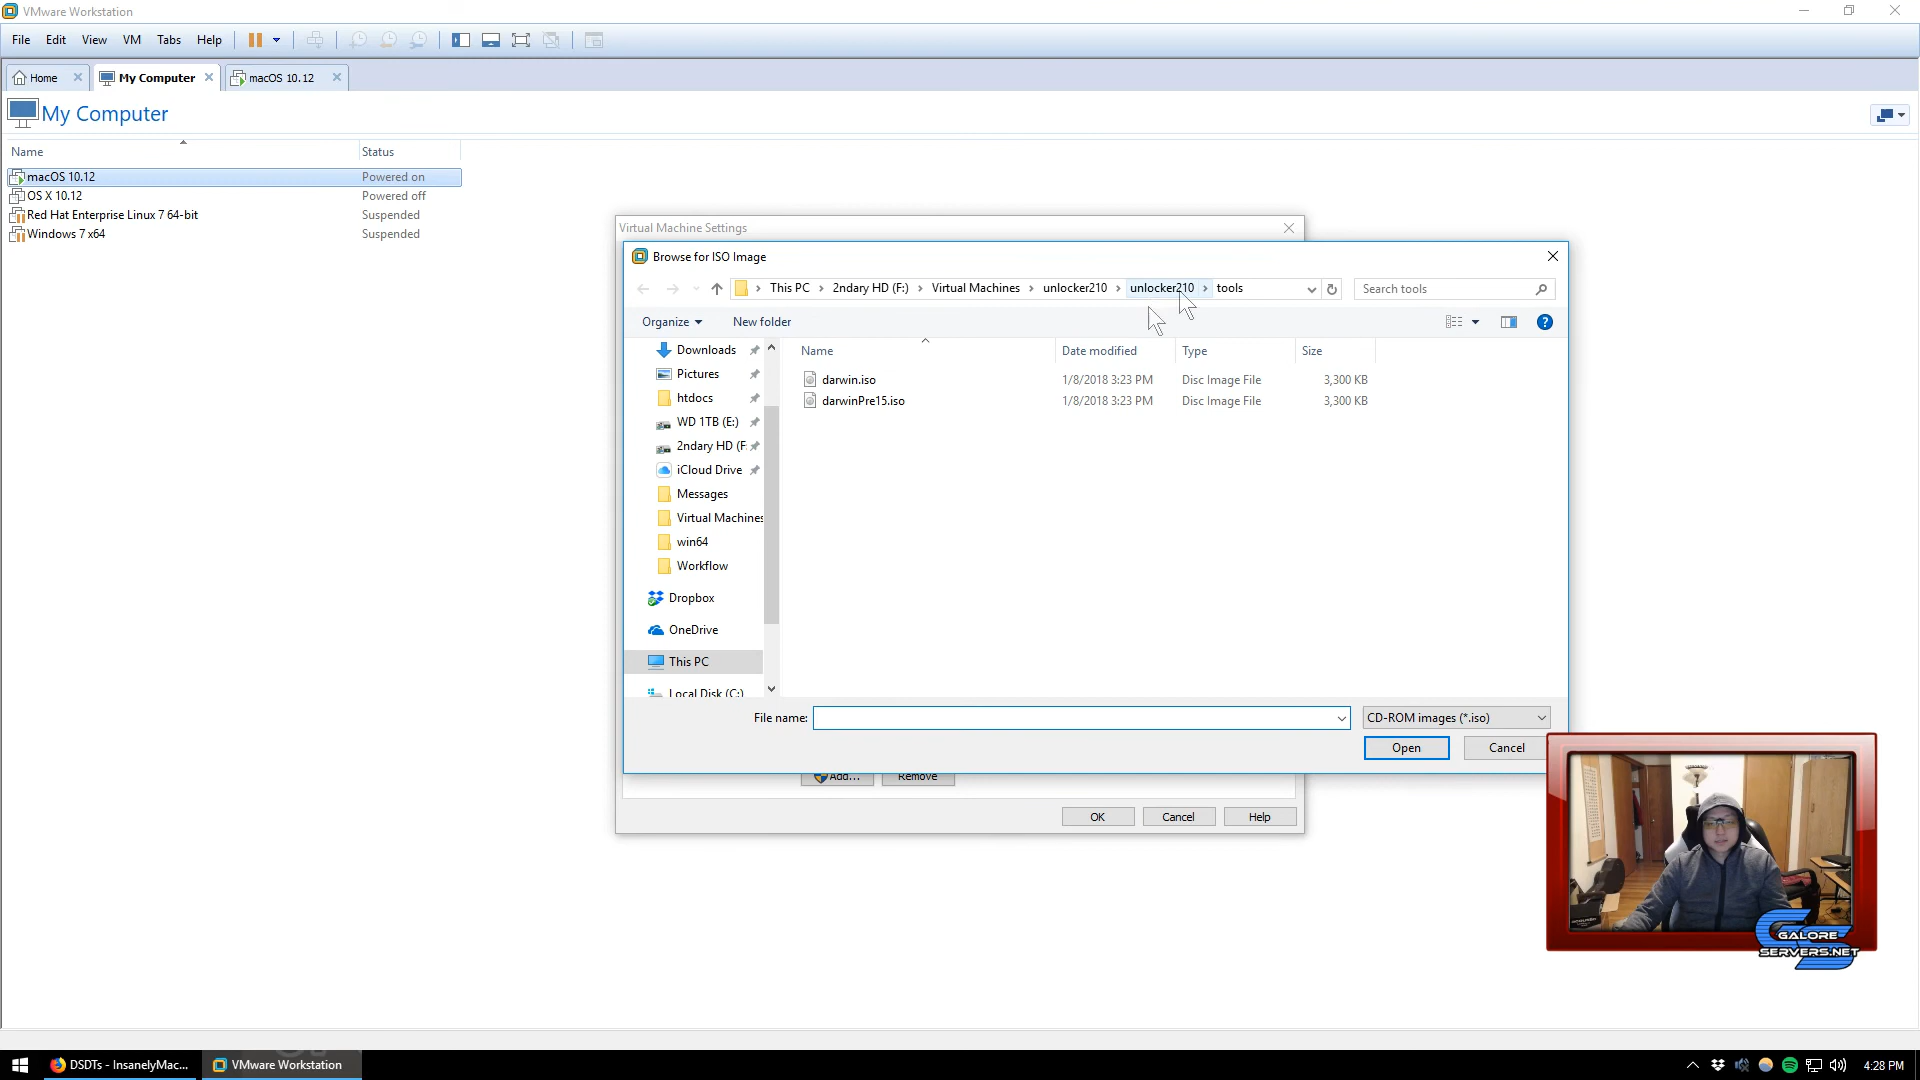 VMware Workstation
File Edit View VM Tabs Help
Home My Computer macOS 10.12
My Computer
Name Status
macOS 10.12 Powered on
OS X 10.12 Powered off
Red Hat Enterprise Linux 7 64-bit Suspended
Windows 7 x64 Suspended
Virtual Machine Settings
Browse for ISO Image
This PC > 2ndary HD (F:) > Virtual Machines > unlocker210 > unlocker210 > tools
Search tools
Organize New folder
Name Date modified Type Size
darwin.iso 1/8/2018 3:23 PM Disc Image File 3,300 KB
darwinPre15.iso 1/8/2018 3:23 PM Disc Image File 3,300 KB
Downloads
Pictures
htdocs
WD 1TB (E:)
2ndary HD (F:
iCloud Drive
Messages
Virtual Machines
win64
Workflow
Dropbox
OneDrive
This PC
Local Disk (C:)
File name: CD-ROM images (*.iso)
Open Cancel
Add... Remove
OK Cancel Help
GALORE
SERVERS.NET
DSDTs - InsanelyMac... VMware Workstation 4:28 PM